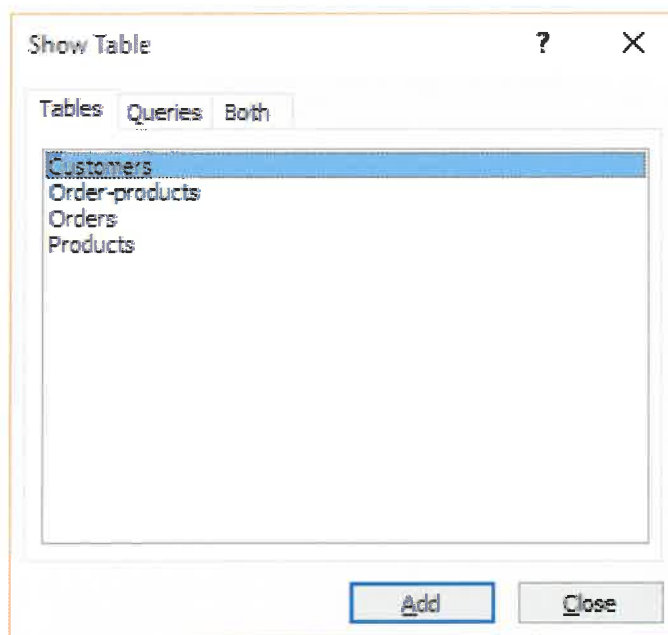 Show Table ? X
Tables Queries Both
Customers
Order-products
Orders
Products
Add Close